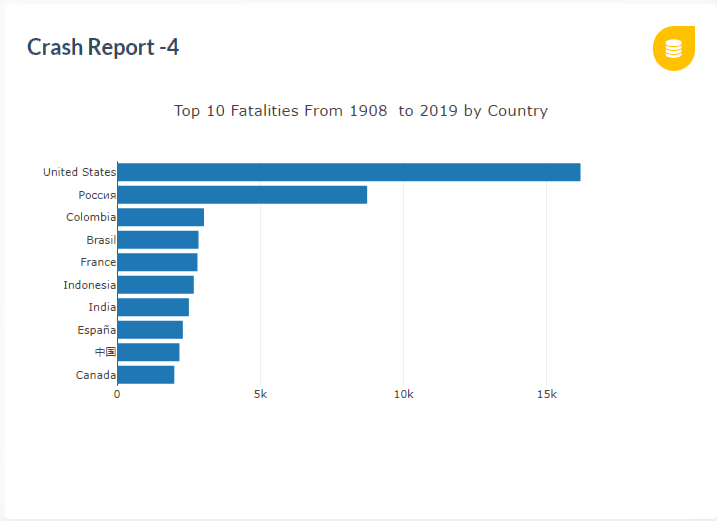 Crash Report -4
Top 10 Fatalities From 1908 to 2019 by Country
United States
Россия
Colombia
Brasil
France
Indonesia
India
España
中国
Canada
0 5k 10k 15k